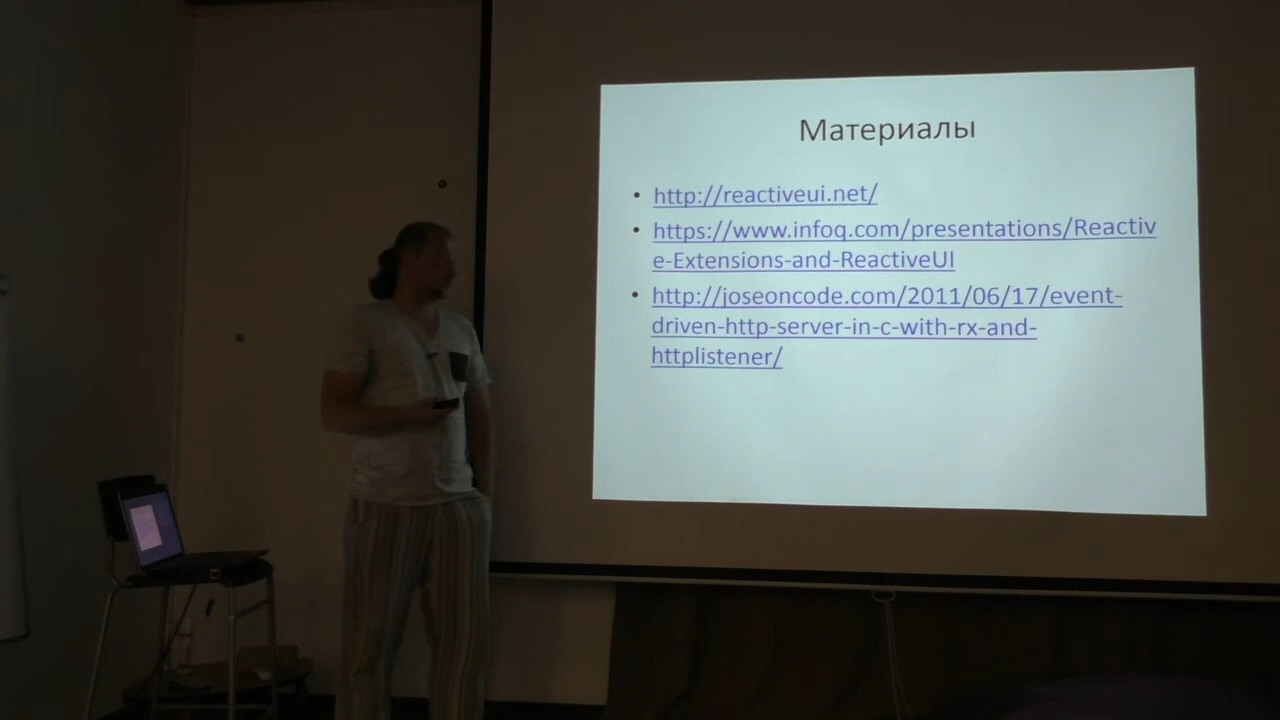 Материалы
• http://reactiveui.net/
• https://www.infoq.com/presentations/Reactiv
e-Extensions-and-ReactiveUI
• http://joseoncode.com/2011/06/17/event-
driven-http-server-in-c-with-rx-and-
httplistener/